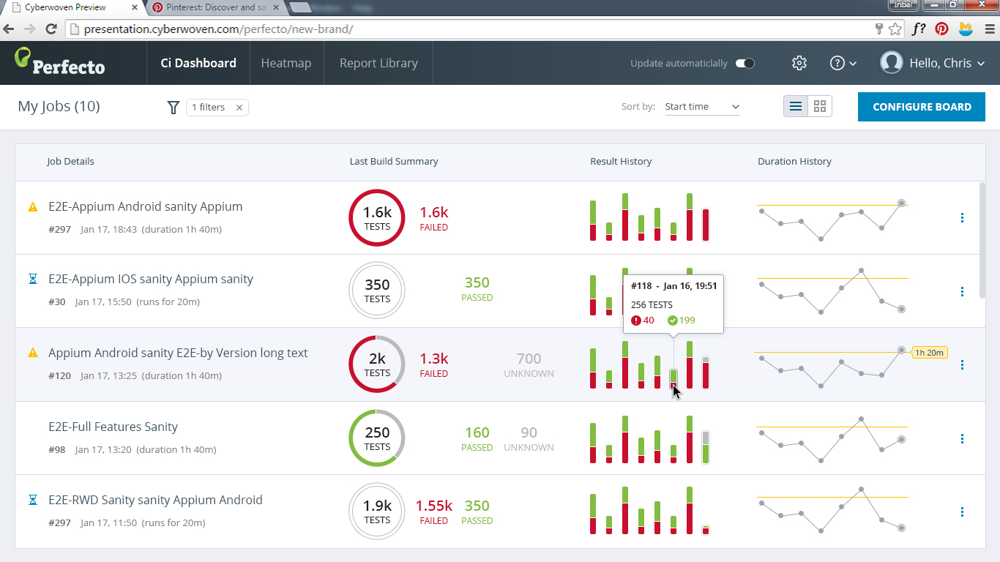 Cyberwoven Preview
Pinterest: Discover and sa
Inbal
presentation.cyberwoven.com/perfecto/new-brand/
f?
Perfecto
Ci Dashboard
Heatmap
Report Library
Update automaticlally
Hello, Chris
My Jobs (10)
1 filters
Sort by: Start time
CONFIGURE BOARD
Job Details
Last Build Summary
Result History
Duration History
E2E-Appium Android sanity Appium
#297 Jan 17, 18:43 (duration 1h 40m)
1.6k
TESTS
1.6k
FAILED
E2E-Appium IOS sanity Appium sanity
#30 Jan 17, 15:50 (runs for 20m)
350
TESTS
350
PASSED
#118 - Jan 16, 19:51
256 TESTS
40 199
Appium Android sanity E2E-by Version long text
#120 Jan 17, 13:25 (duration 1h 40m)
2k
TESTS
1.3k
FAILED
700
UNKNOWN
1h 20m
E2E-Full Features Sanity
#98 Jan 17, 13:20 (duration 1h 40m)
250
TESTS
160
PASSED
90
UNKNOWN
E2E-RWD Sanity sanity Appium Android
#297 Jan 17, 11:50 (runs for 20m)
1.9k
TESTS
1.55k
FAILED
350
PASSED